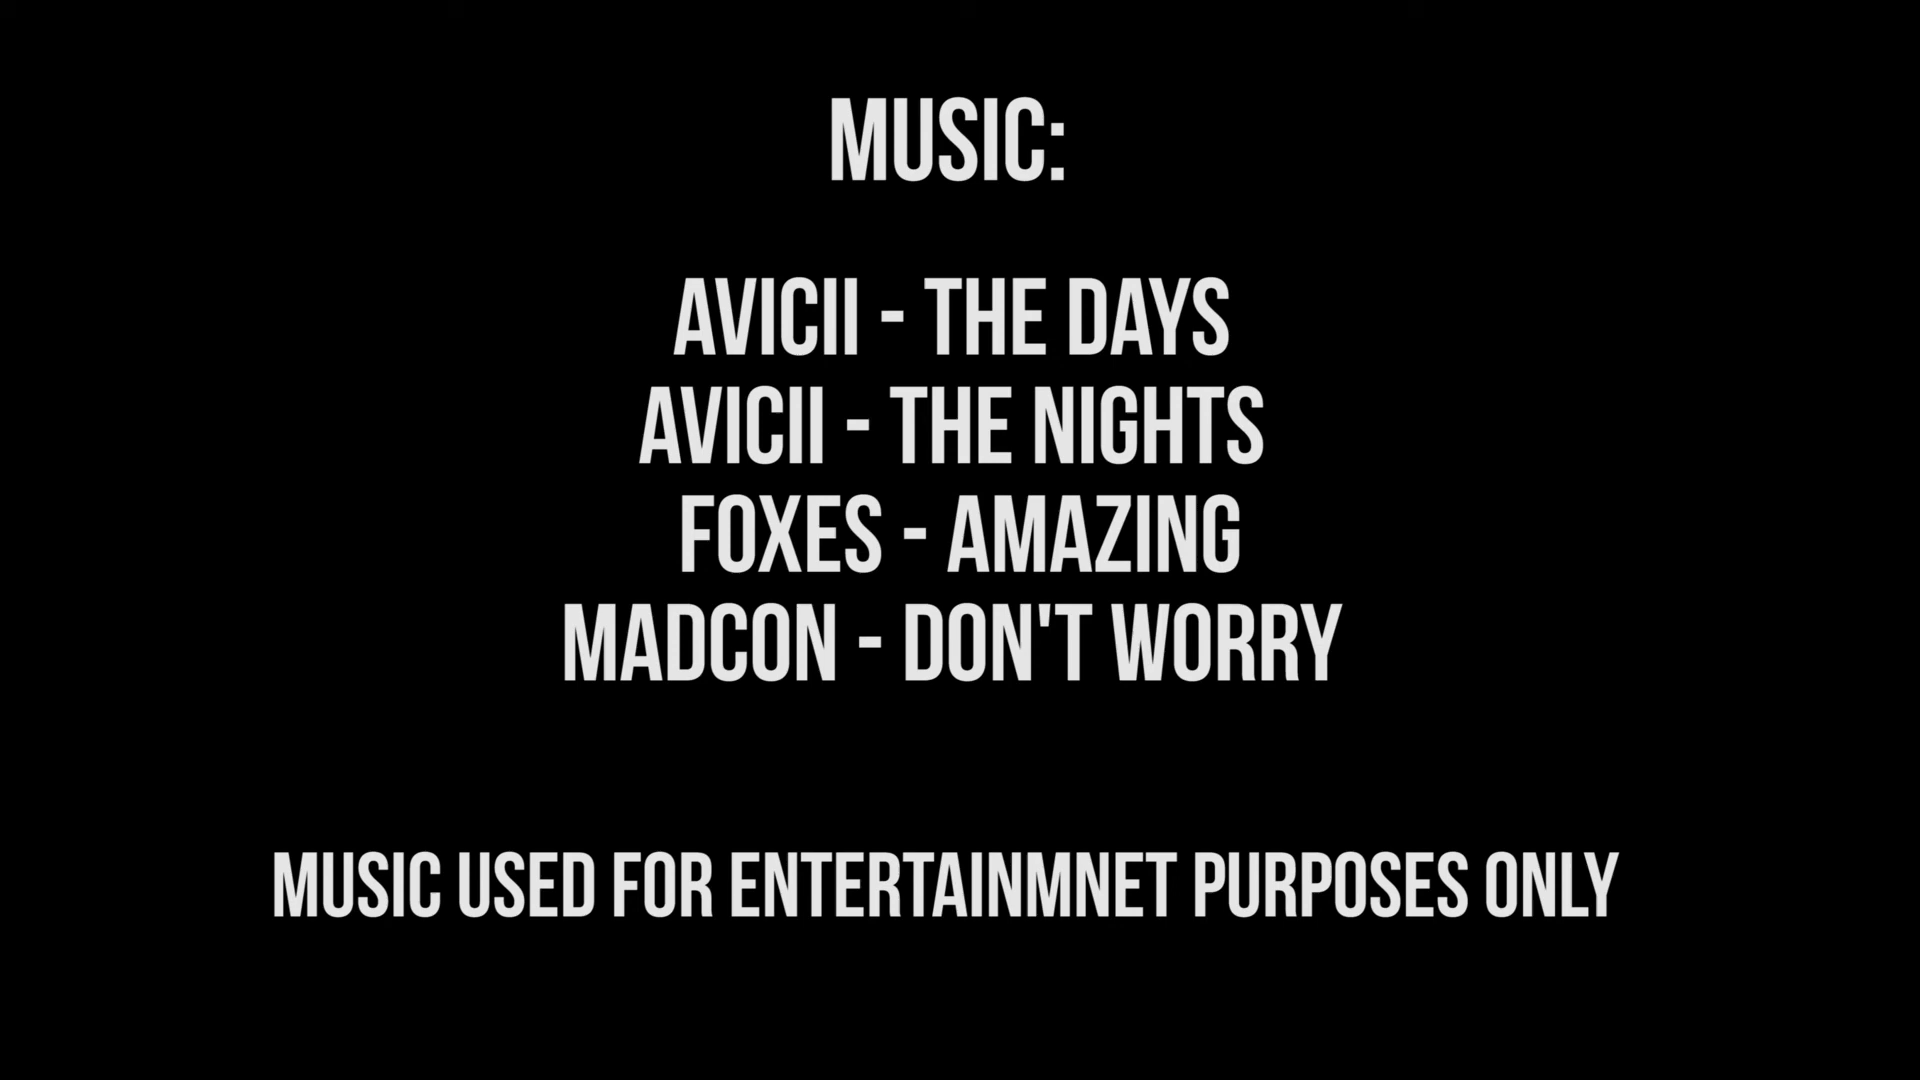 MUSIC:
AVICII - THE DAYS
AVICII - THE NIGHTS
FOXES - AMAZING
MADCON - DON'T WORRY
MUSIC USED FOR ENTERTAINMNET PURPOSES ONLY